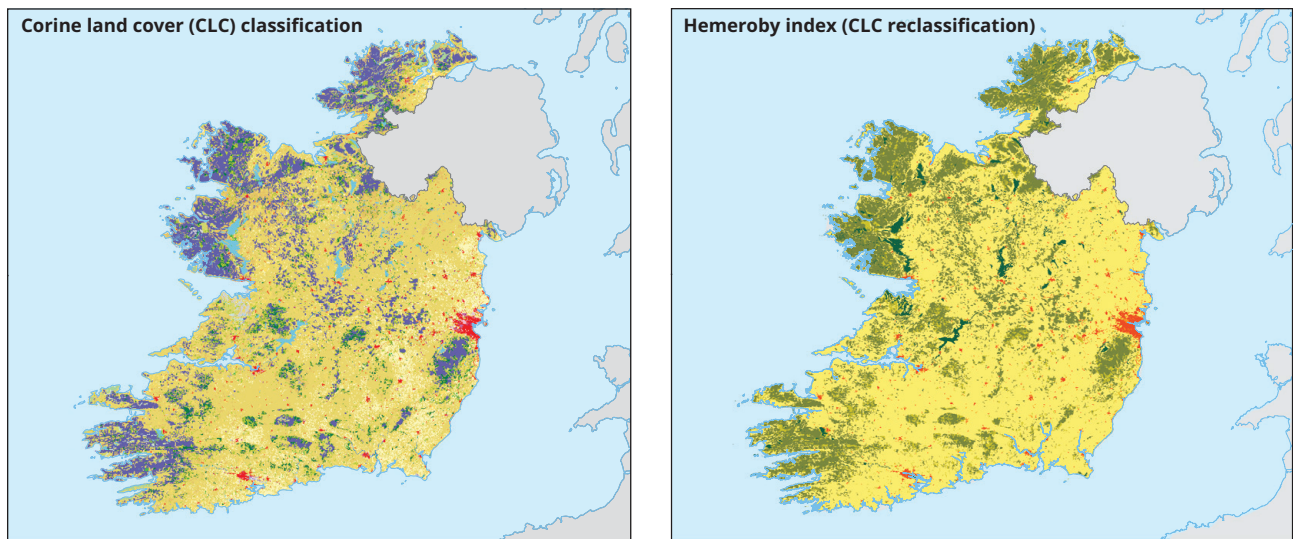 Corine land cover (CLC) classification
Hemeroby index (CLC reclassification)